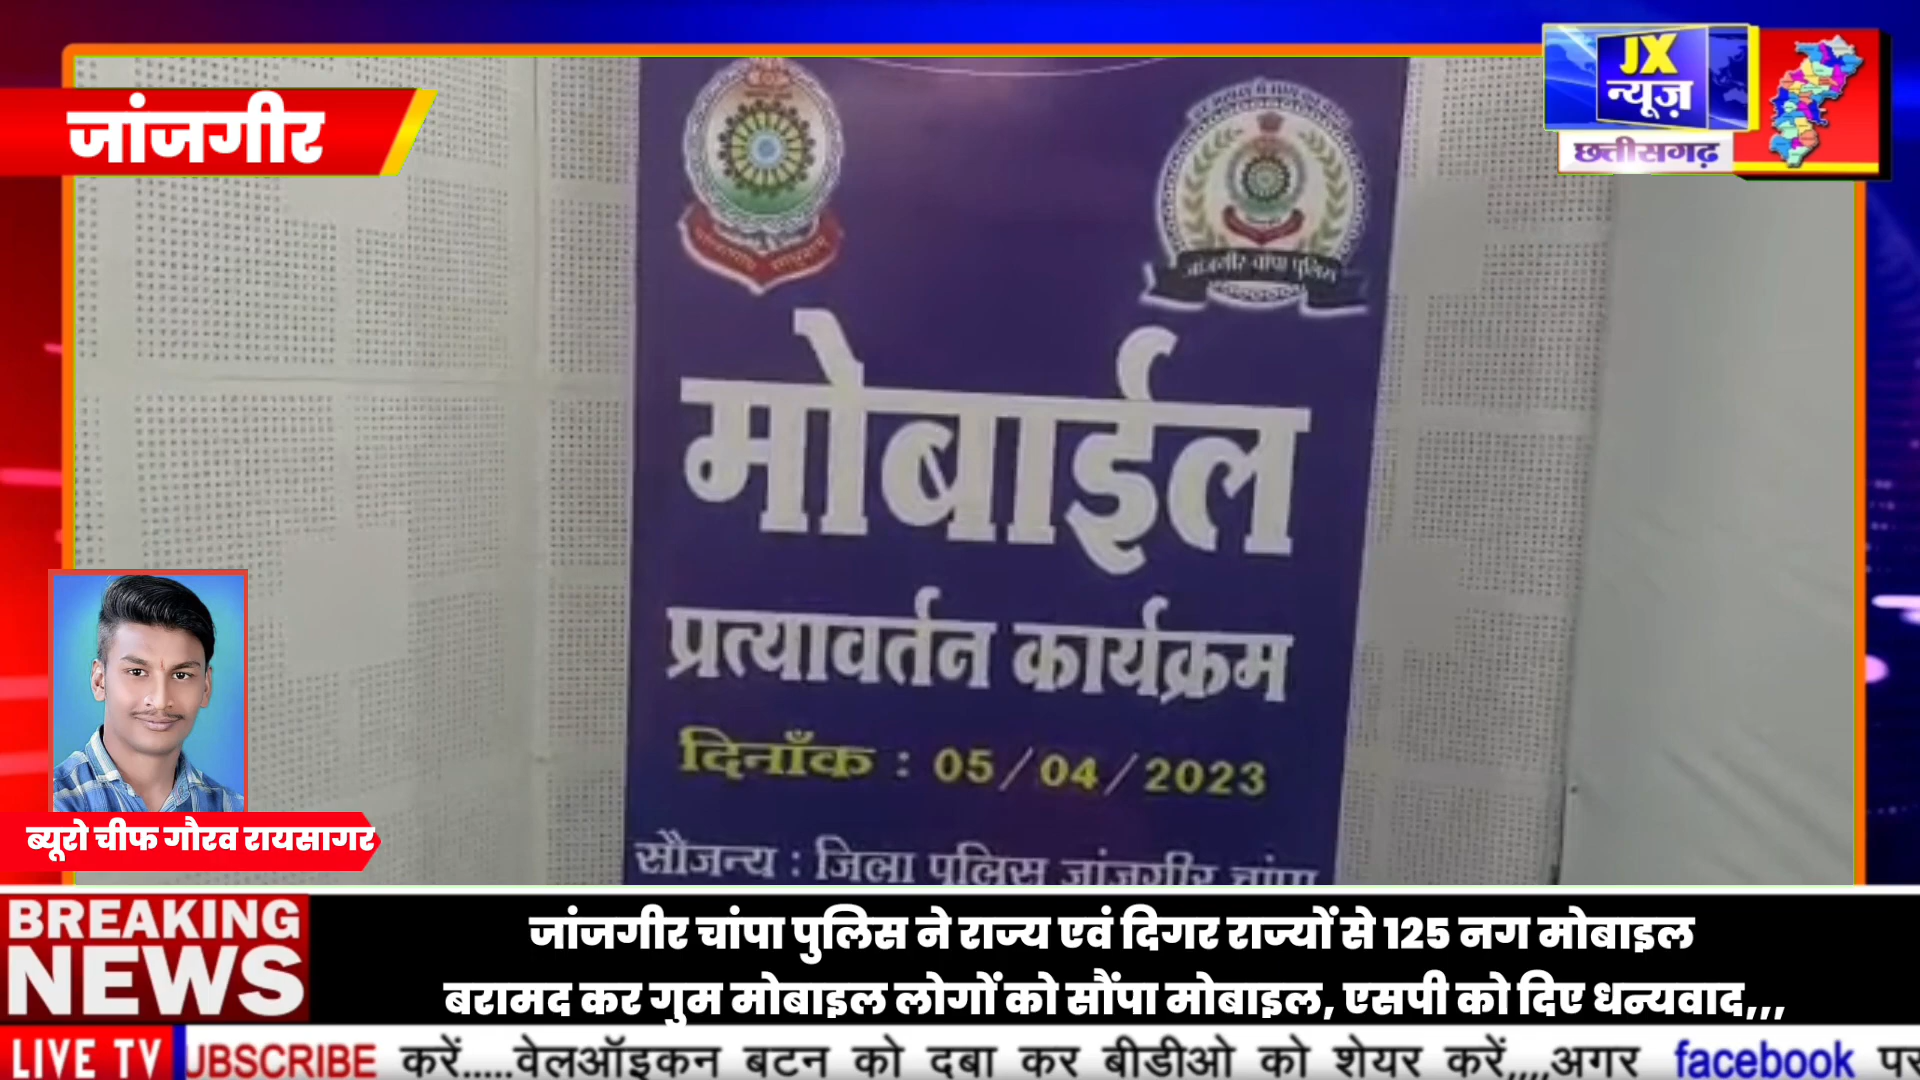 JX
न्यूज़
छत्तीसगढ़
जांजगीर
जांजगीर चांपा पुलिस
मोबाईल
प्रत्यावर्तन कार्यक्रम
दिनाँक : 05/04/2023
सौजन्य : जिला पुलिस जांजगीर चांपा
ब्यूरो चीफ गौरव रायसागर
BREAKING
NEWS
जांजगीर चांपा पुलिस ने राज्य एवं दिगर राज्यों से 125 नग मोबाइल
बरामद कर गुम मोबाइल लोगों को सौंपा मोबाइल, एसपी को दिए धन्यवाद,,,
LIVE TV
UBSCRIBE करें.....वेलऑइकन बटन को दबा कर बीडीओ को शेयर करें,,,,अगर facebook पर